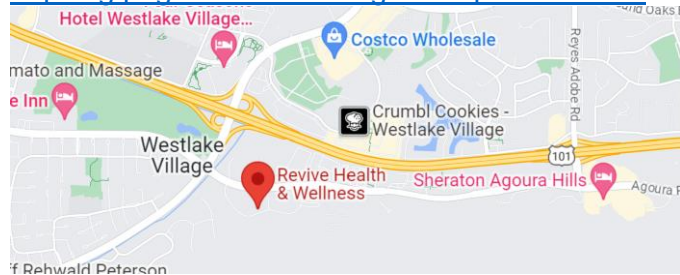 Hotel Westlake Village...
Costco Wholesale
Reyes Adobe Rd
mato and Massage
e Inn
Crumbl Cookies -
Westlake Village
Westlake
Village
101
Revive Health
& Wellness
Sheraton Agoura Hills
Agoura R
ff Rehwald Peterson